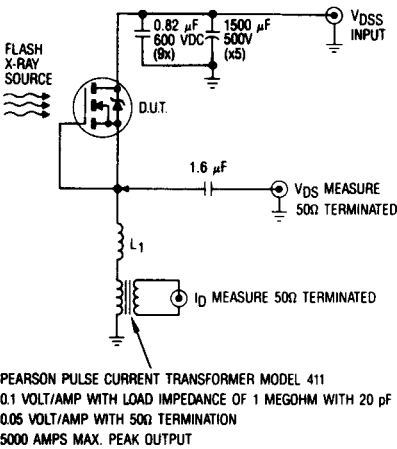 0.82 µF
600 VDC
(9x)
1500 µF
500V
(x5)
VDSS
INPUT
FLASH
X-RAY
SOURCE
D.U.T.
1.6 µF
VDS MEASURE
50Ω TERMINATED
L1
ID MEASURE 50Ω TERMINATED
PEARSON PULSE CURRENT TRANSFORMER MODEL 411
0.1 VOLT/AMP WITH LOAD IMPEDANCE OF 1 MEGOHM WITH 20 pF
0.05 VOLT/AMP WITH 50Ω TERMINATION
5000 AMPS MAX. PEAK OUTPUT